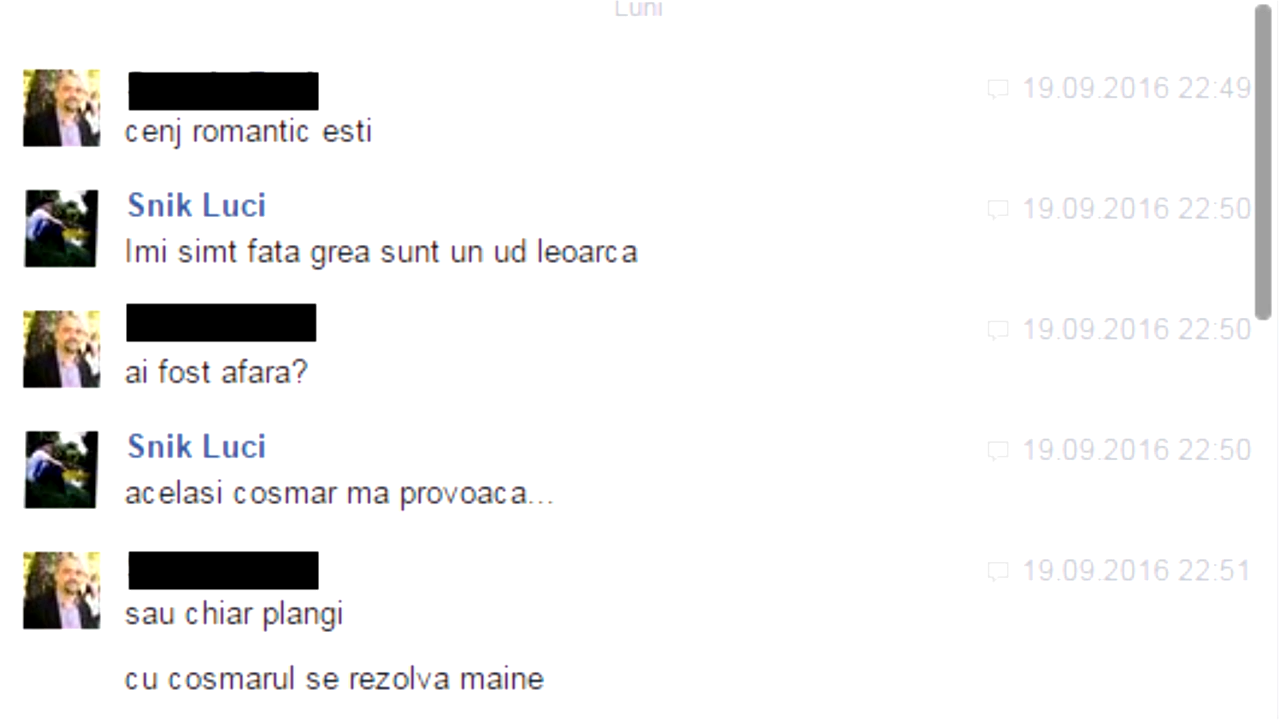 Luni
19.09.2016 22:49
cenj romantic esti
Snik Luci 19.09.2016 22:50
Imi simt fata grea sunt un ud leoarca
19.09.2016 22:50
ai fost afara?
Snik Luci 19.09.2016 22:50
acelasi cosmar ma provoaca...
19.09.2016 22:51
sau chiar plangi
cu cosmarul se rezolva maine